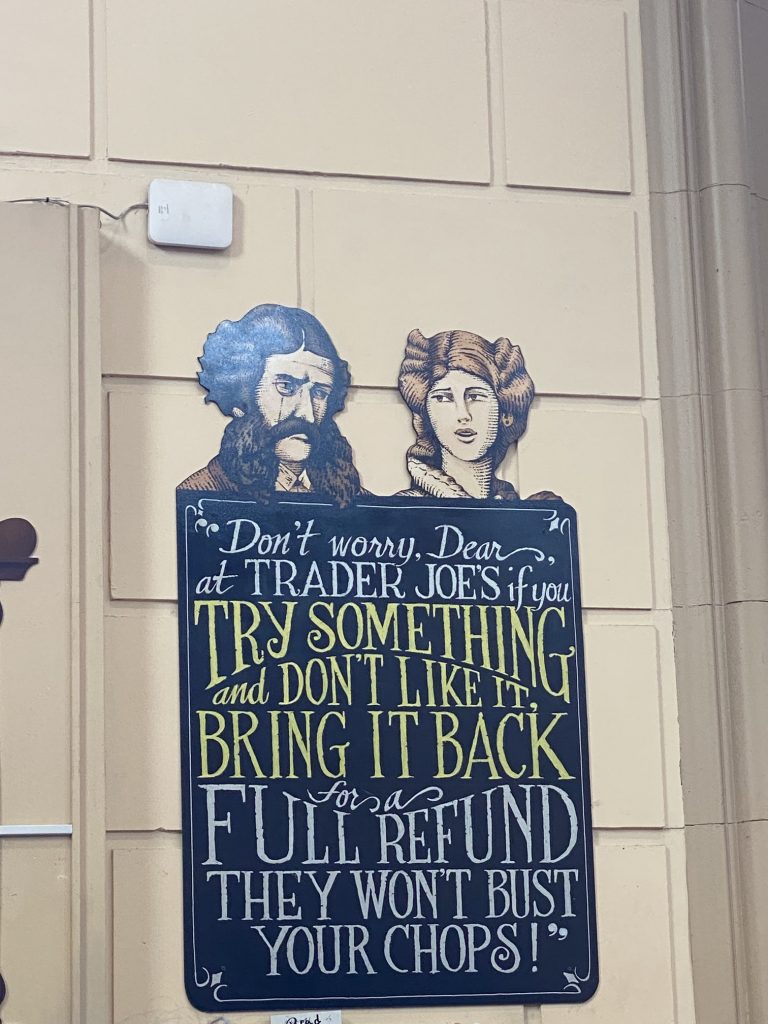 “Don't worry, Dear,
at TRADER JOE'S if you
TRY SOMETHING
and DON'T LIKE IT,
BRING IT BACK
for a
FULL REFUND
THEY WON'T BUST
YOUR CHOPS!”